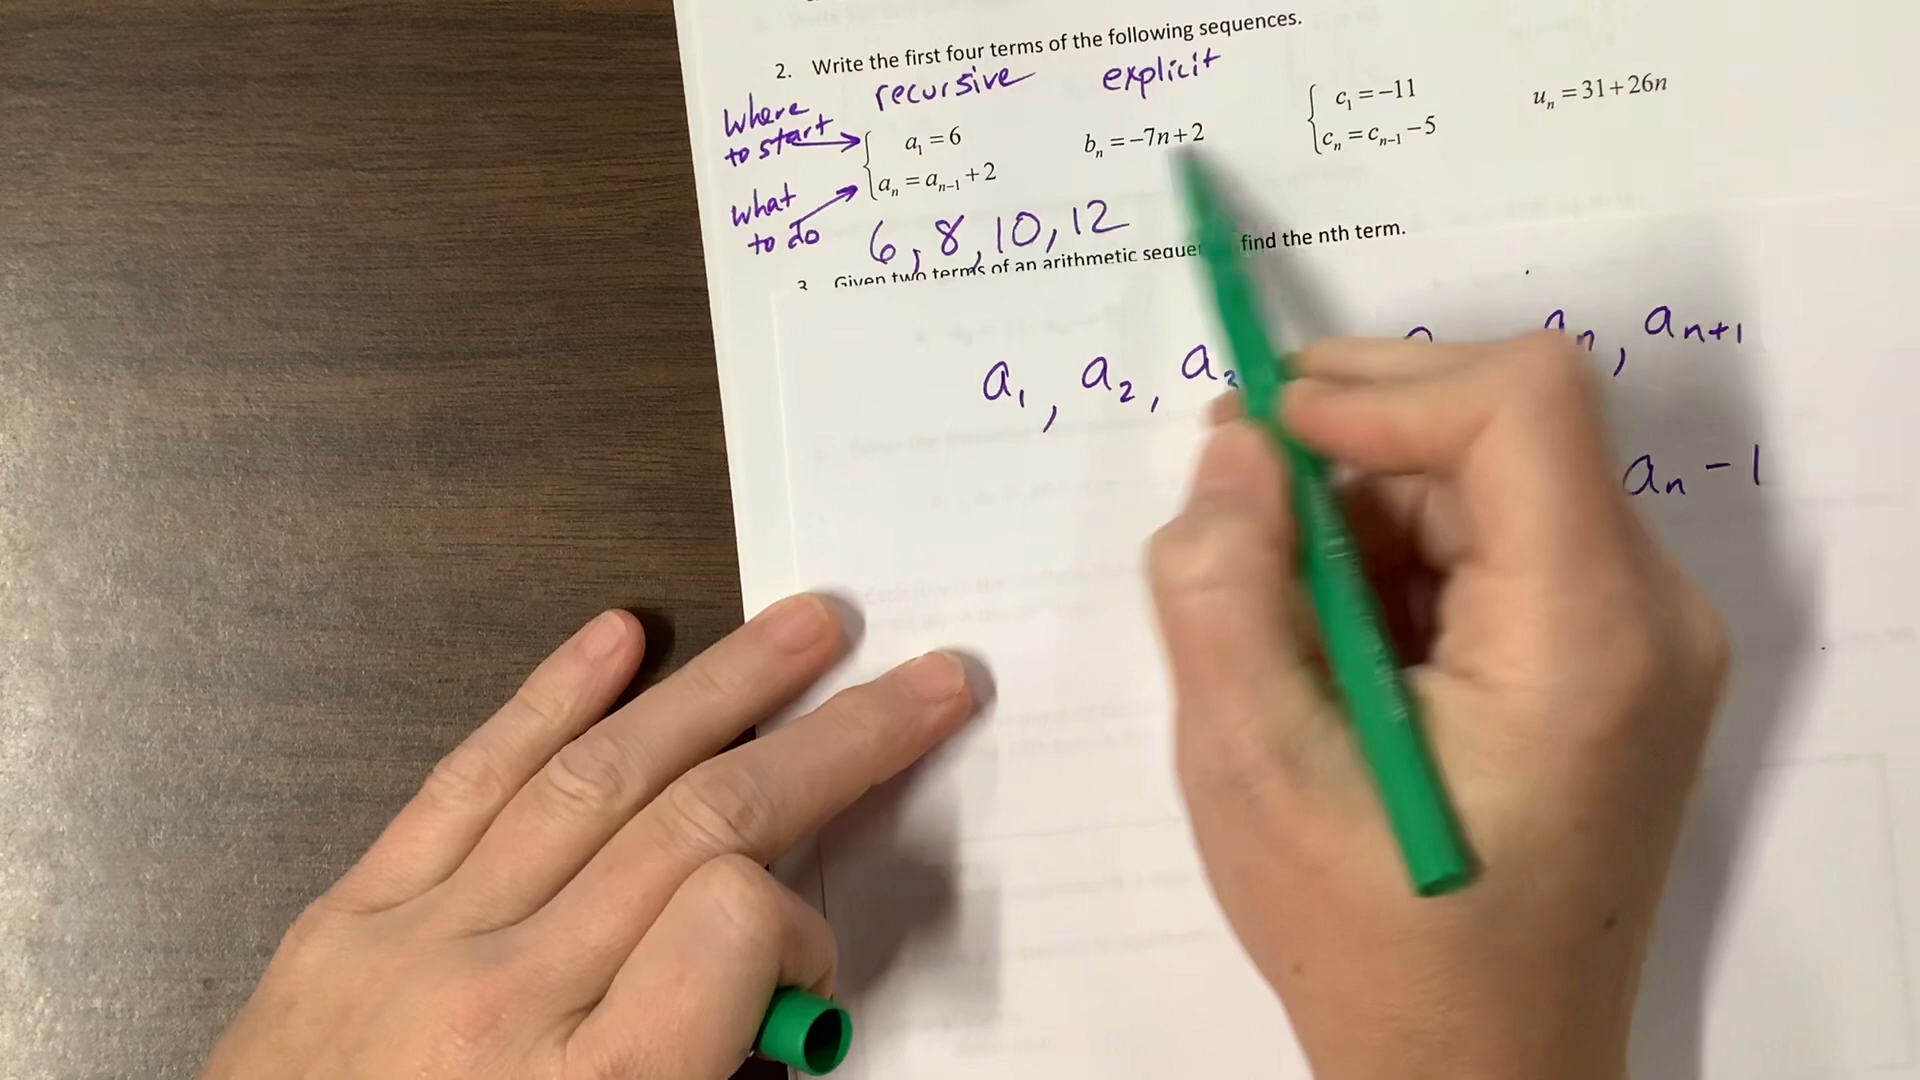 2. Write the first four terms of the following sequences.
where to start recursive explicit
a₁ = 6
aₙ = aₙ₋₁ + 2
bₙ = −7n + 2
c₁ = −11
cₙ = cₙ₋₁ − 5
uₙ = 31 + 26n
what to do
6, 8, 10, 12
3 Given two terms of an arithmetic find the nth term.
a₁, a₂, a aₙ, aₙ₊₁
aₙ − 1